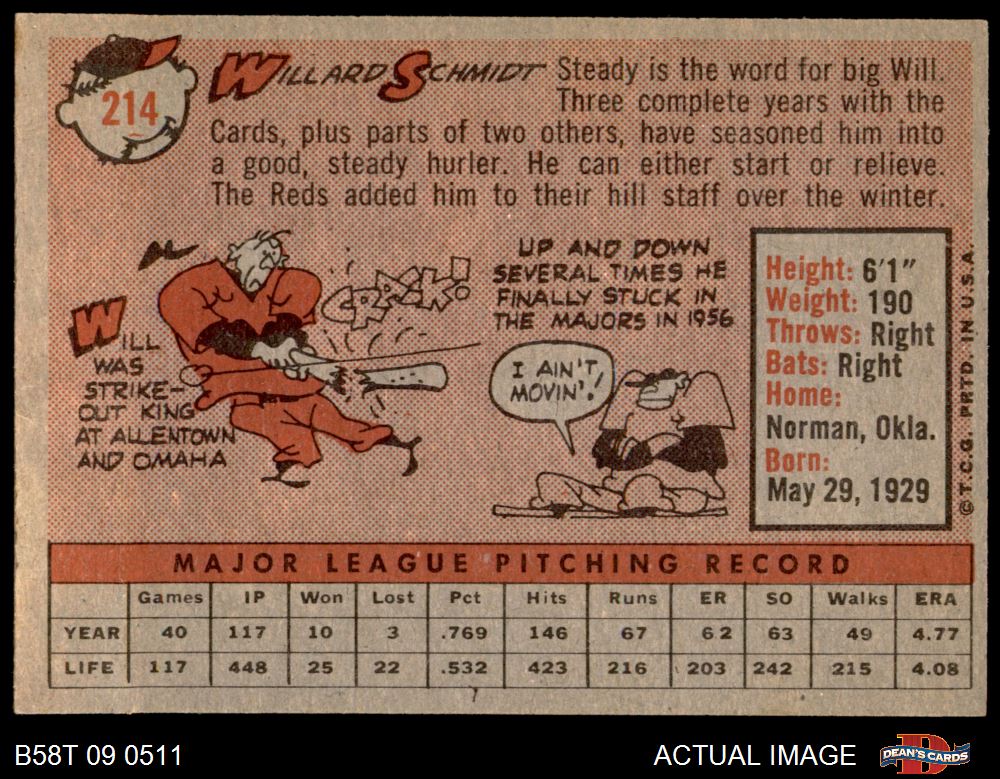 214
WILLARD SCHMIDT Steady is the word for big Will.
Three complete years with the
Cards, plus parts of two others, have seasoned him into
a good, steady hurler. He can either start or relieve.
The Reds added him to their hill staff over the winter.
WILL
WAS
STRIKE-
OUT KING
AT ALLENTOWN
AND OMAHA
CRACK!
UP AND DOWN
SEVERAL TIMES HE
FINALLY STUCK IN
THE MAJORS IN 1956
I AIN'T
MOVIN'!
Height: 6'1"
Weight: 190
Throws: Right
Bats: Right
Home:
Norman, Okla.
Born:
May 29, 1929
© T.C.G. PRTD. IN U.S.A.
MAJOR LEAGUE PITCHING RECORD
Games IP Won Lost Pct Hits Runs ER SO Walks ERA
YEAR 40 117 10 3 .769 146 67 62 63 49 4.77
LIFE 117 448 25 22 .532 423 216 203 242 215 4.08
B58T 09 0511 ACTUAL IMAGE DEAN'S CARDS